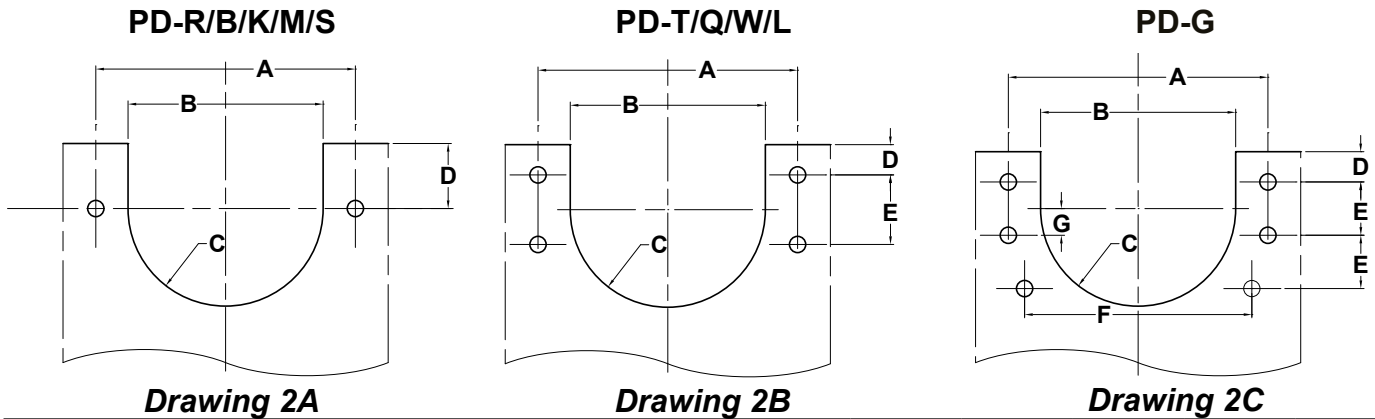 PD-R/B/K/M/S
A
B
D
C
Drawing 2A
PD-T/Q/W/L
A
B
D
E
C
Drawing 2B
PD-G
A
B
D
E
G
C
E
F
Drawing 2C